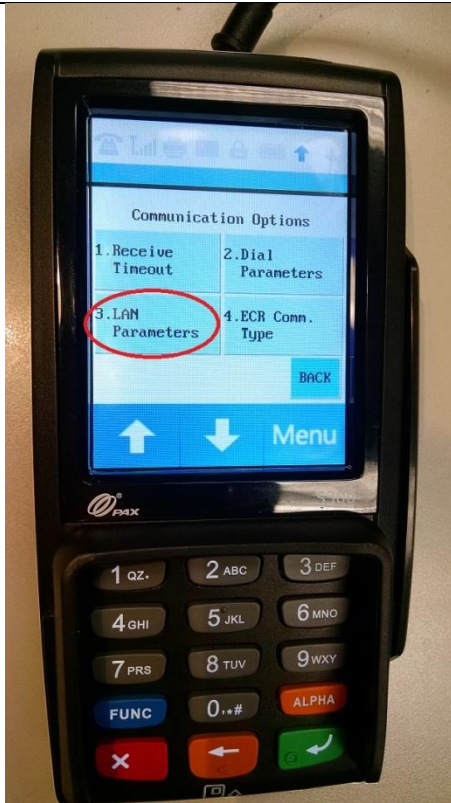 Communication Options
1.Receive
Timeout
2.Dial
Parameters
3.LAN
Parameters
4.ECR Comm.
Type
BACK
Menu
PAX
S300
1 QZ.
2 ABC
3 DEF
4 GHI
5 JKL
6 MNO
7 PRS
8 TUV
9 WXY
FUNC
0,*#
ALPHA